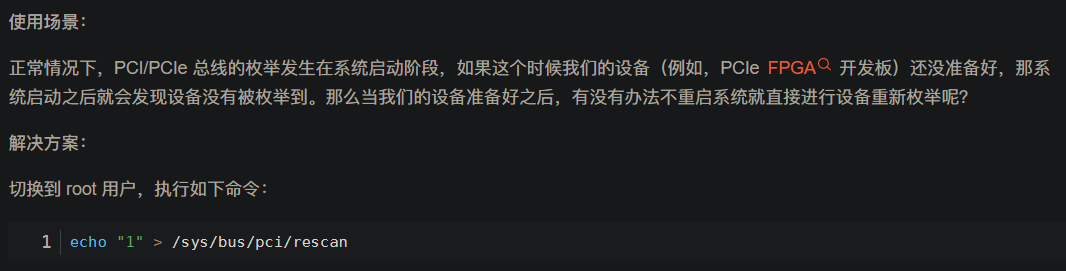 使用场景：
正常情况下，PCI/PCIe 总线的枚举发生在系统启动阶段，如果这个时候我们的设备（例如，PCIe FPGA 开发板）还没准备好，那系
统启动之后就会发现设备没有被枚举到。那么当我们的设备准备好之后，有没有办法不重启系统就直接进行设备重新枚举呢？
解决方案：
切换到 root 用户，执行如下命令：
1 echo "1" > /sys/bus/pci/rescan